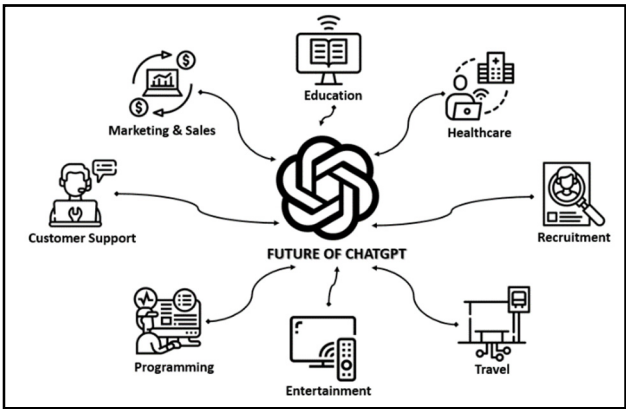 Education
Marketing & Sales
Healthcare
Customer Support
Recruitment
FUTURE OF CHATGPT
Programming
Travel
Entertainment